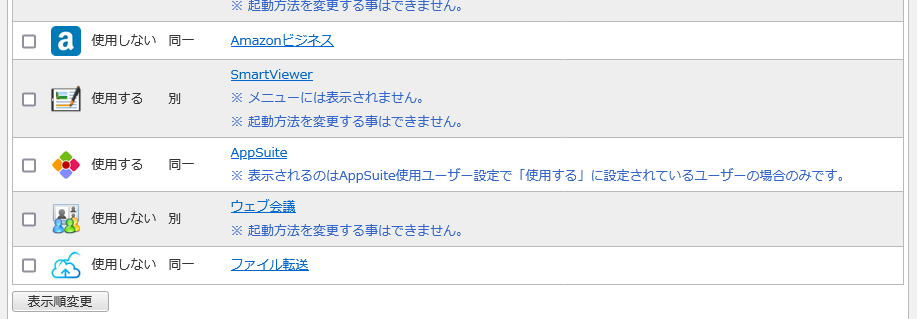 ※ 起動方法を変更する事はできません。
使用しない 同一 Amazonビジネス
使用する 別 SmartViewer
※ メニューには表示されません。
※ 起動方法を変更する事はできません。
使用する 同一 AppSuite
※ 表示されるのはAppSuite使用ユーザー設定で「使用する」に設定されているユーザーの場合のみです。
使用しない 別 ウェブ会議
※ 起動方法を変更する事はできません。
使用しない 同一 ファイル転送
表示順変更